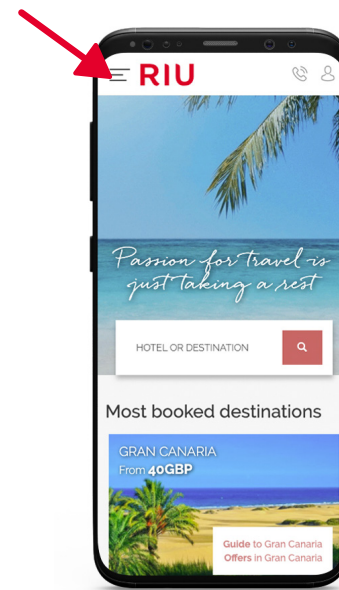 RIU
Passion for travel is
just taking a rest
HOTEL OR DESTINATION
Most booked destinations
GRAN CANARIA
From 40GBP
Guide to Gran Canaria
Offers in Gran Canaria